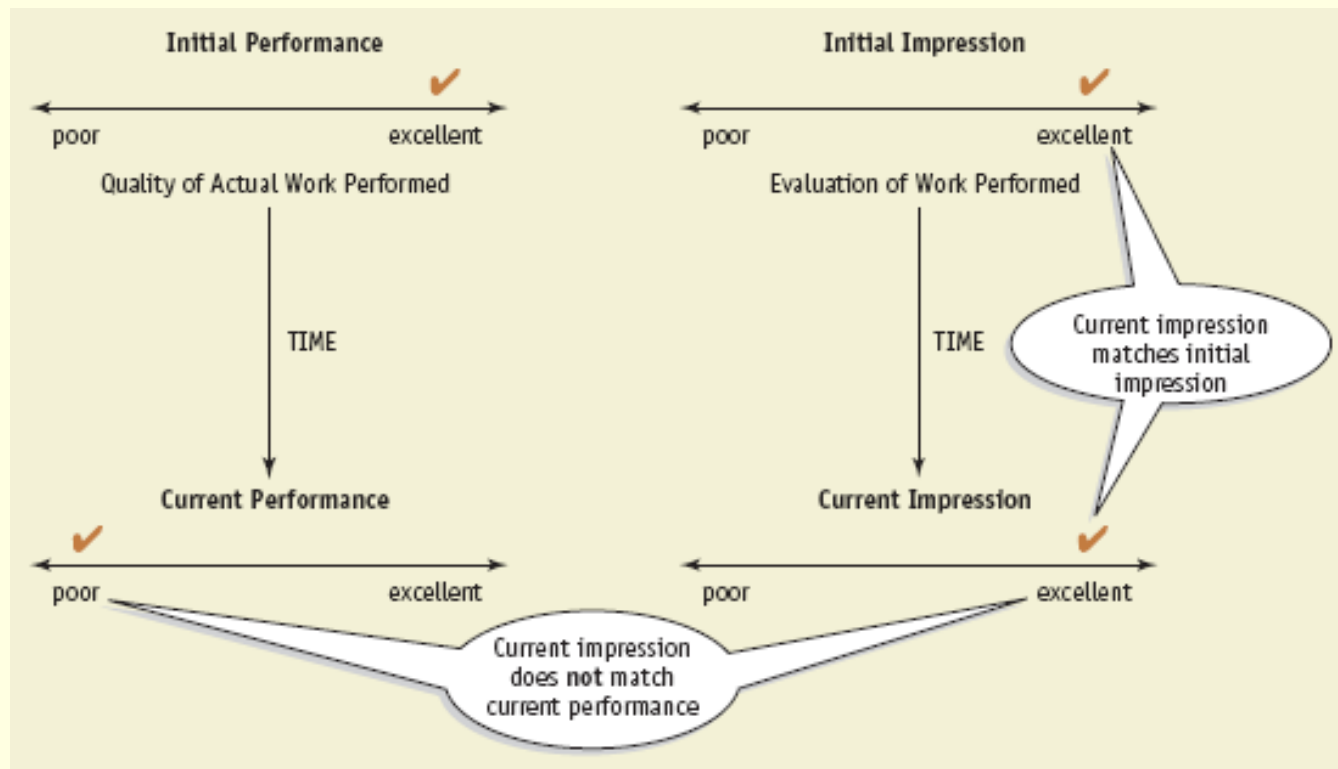 Initial Performance
poor excellent
Quality of Actual Work Performed
TIME
Current Performance
poor excellent
Initial Impression
poor excellent
Evaluation of Work Performed
TIME
Current Impression
poor excellent
Current impression
matches initial
impression
Current impression
does not match
current performance